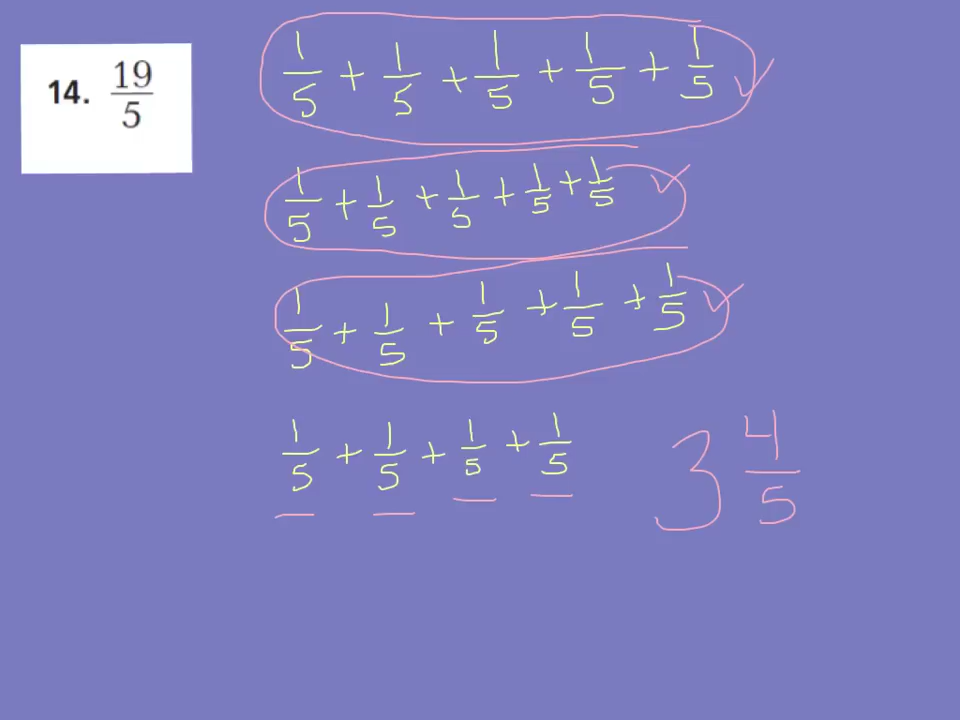 14. 19/5
1/5 + 1/5 + 1/5 + 1/5 + 1/5 ✓
1/5 + 1/5 + 1/5 + 1/5 + 1/5 ✓
1/5 + 1/5 + 1/5 + 1/5 + 1/5 ✓
1/5 + 1/5 + 1/5 + 1/5
3 4/5